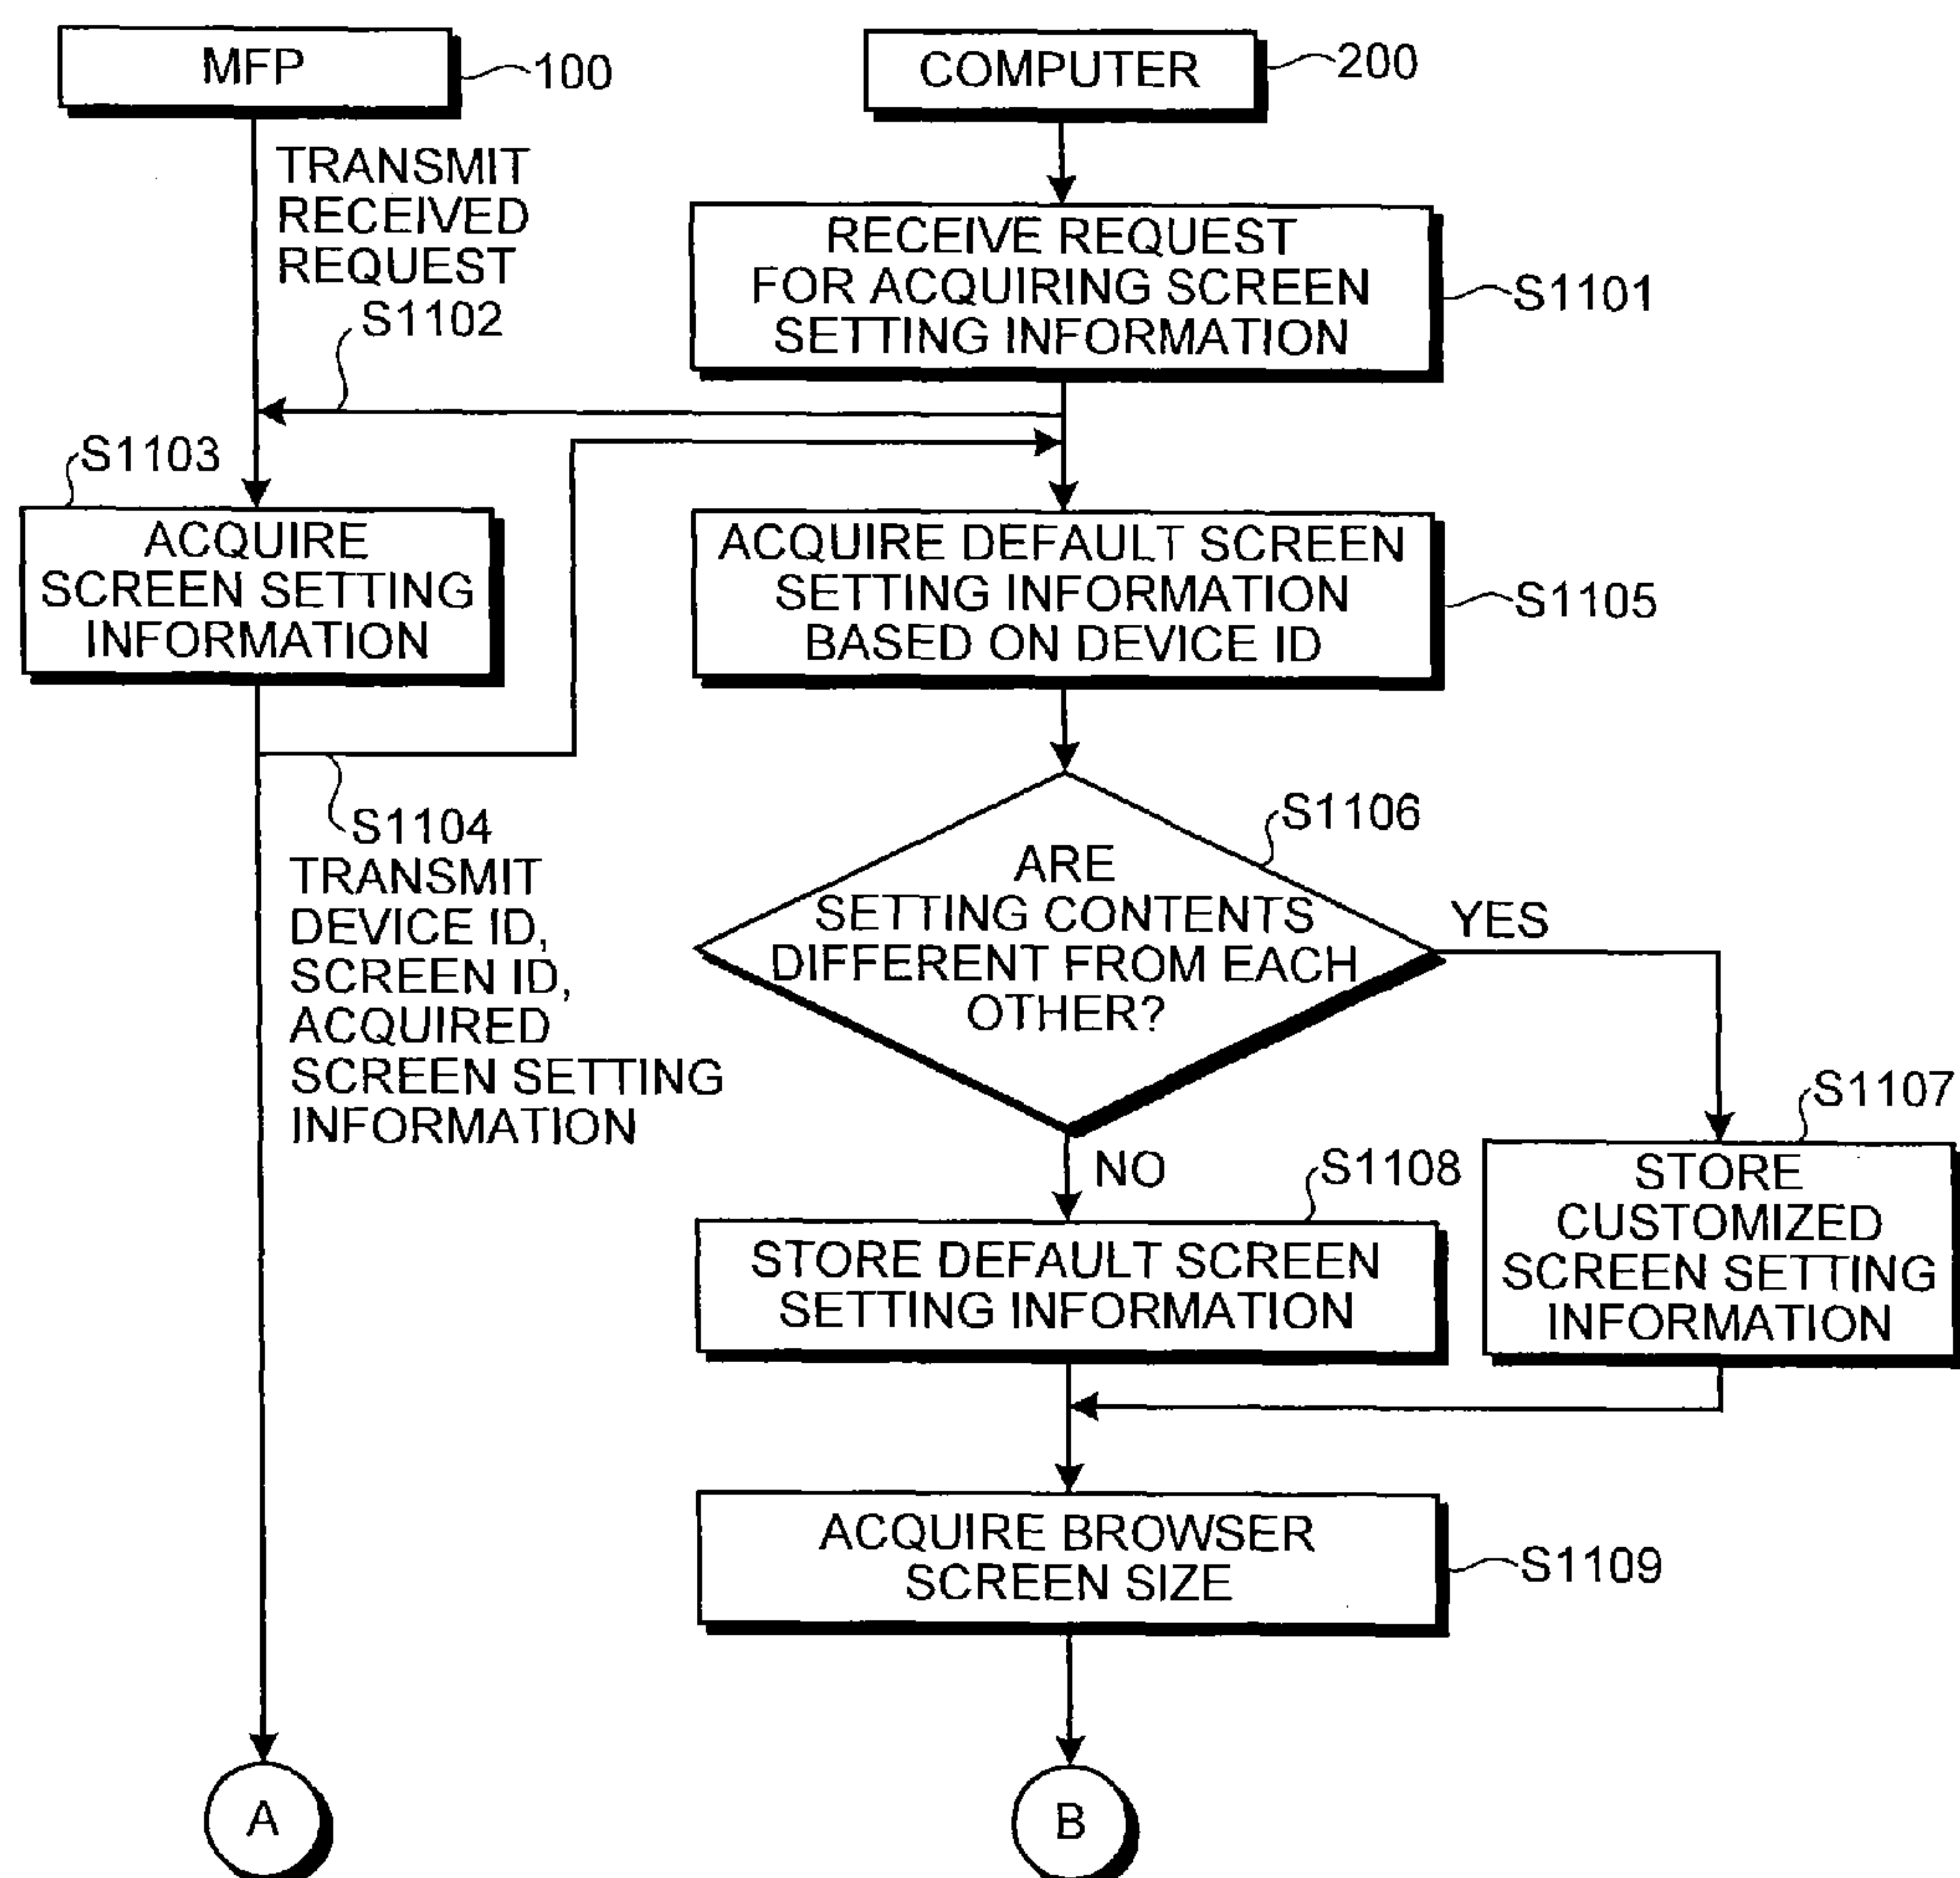 MFP
100
COMPUTER
200
TRANSMIT
RECEIVED
REQUEST
S1102
RECEIVE REQUEST
FOR ACQUIRING SCREEN
SETTING INFORMATION
S1101
S1103
ACQUIRE
SCREEN SETTING
INFORMATION
ACQUIRE DEFAULT SCREEN
SETTING INFORMATION
BASED ON DEVICE ID
S1105
S1104
TRANSMIT
DEVICE ID,
SCREEN ID,
ACQUIRED
SCREEN SETTING
INFORMATION
S1106
ARE
SETTING CONTENTS
DIFFERENT FROM EACH
OTHER?
YES
NO
S1107
STORE
CUSTOMIZED
SCREEN SETTING
INFORMATION
S1108
STORE DEFAULT SCREEN
SETTING INFORMATION
ACQUIRE BROWSER
SCREEN SIZE
S1109
A
B